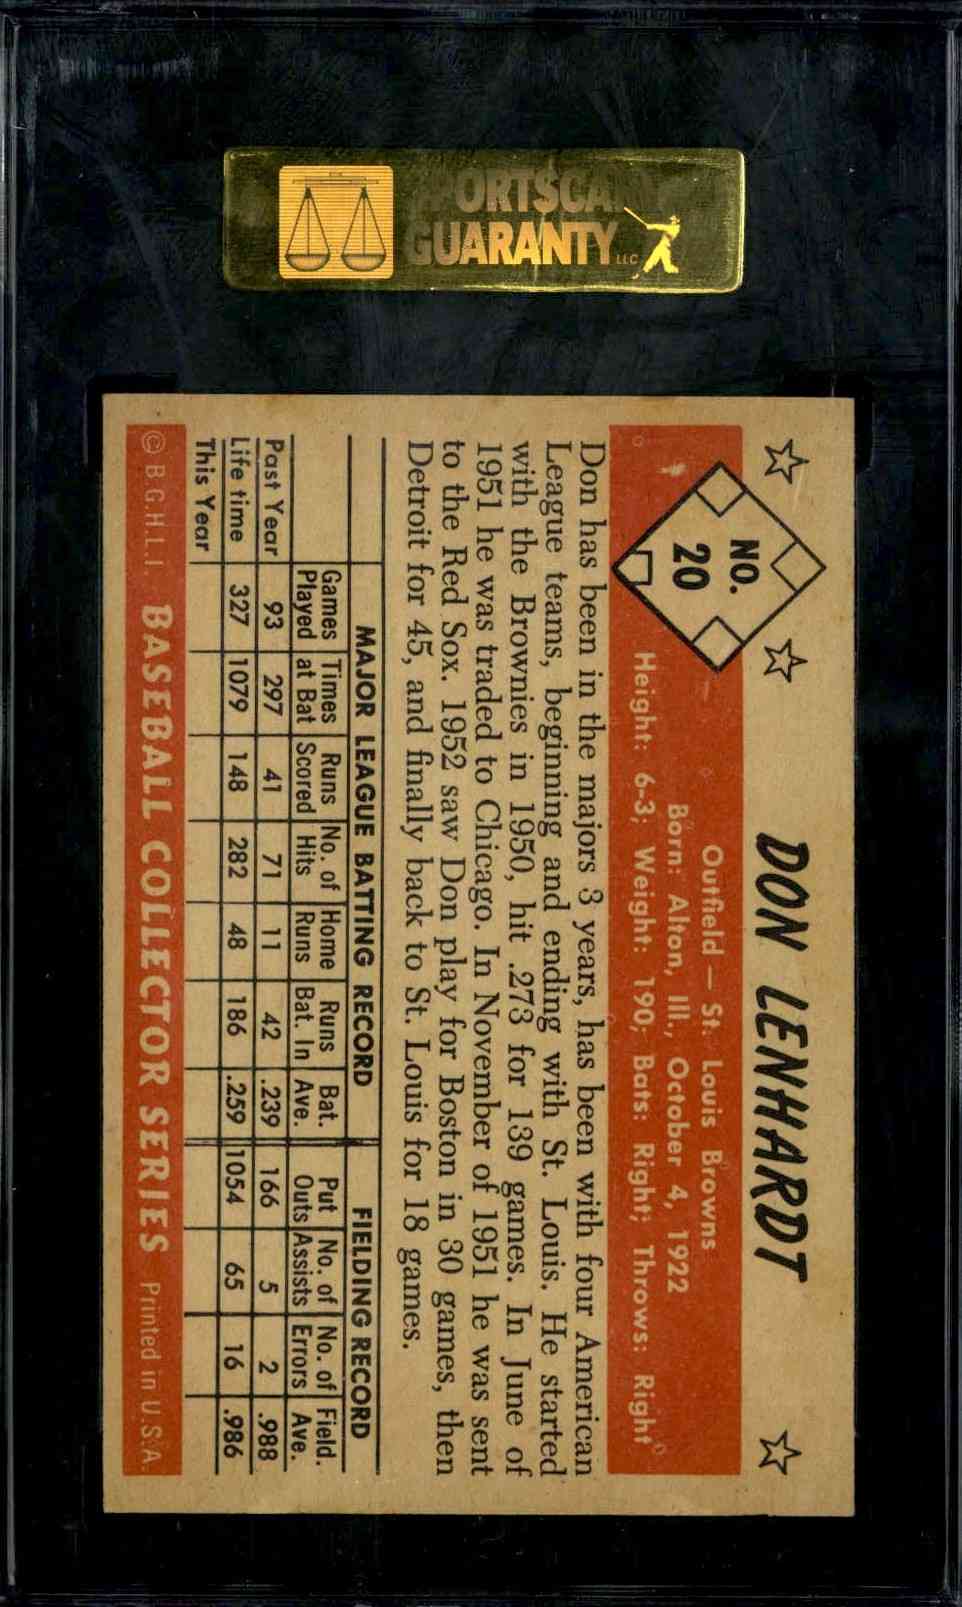 SPORTSCARD
GUARANTY LLC
NO.
20
DON LENHARDT
Outfield — St. Louis Browns
Born: Alton, Ill., October 4, 1922
Height: 6-3; Weight: 190; Bats: Right; Throws: Right
Don has been in the majors 3 years, has been with four American
League teams, beginning and ending with St. Louis. He started
with the Brownies in 1950, hit .273 for 139 games. In June of
1951 he was traded to Chicago. In November of 1951 he was sent
to the Red Sox. 1952 saw Don play for Boston in 30 games, then
Detroit for 45, and finally back to St. Louis for 18 games.
MAJOR LEAGUE BATTING RECORD FIELDING RECORD
Games Times Runs No. of Home Runs Bat. Put No. of No. of Field.
Played at Bat Scored Hits Runs Bat. In Ave. Outs Assists Errors Ave.
Past Year 93 297 41 71 11 42 .239 166 5 2 .988
Life time 327 1079 148 282 48 186 .259 1054 65 16 .986
This Year
© B.G.H.L.I. BASEBALL COLLECTOR SERIES Printed in U.S.A.